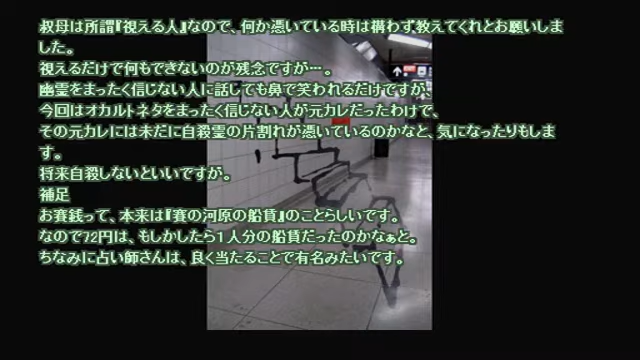 叔母は所謂『視える人』なので、何か憑いている時は構わず教えてくれとお願いしま
した。
視えるだけで何もできないのが残念ですが…。
幽霊をまったく信じない人に話しても鼻で笑われるだけですが、
今回はオカルトネタをまったく信じない人が元カレだったわけで、
その元カレには未だに自殺霊の片割れが憑いているのかなと、気になったりもしま
す。
将来自殺しないといいですが。
補足
お賽銭って、本来は『賽の河原の船賃』のことらしいです。
なので72円は、もしかしたら１人分の船賃だったのかなぁと。
ちなみに占い師さんは、良く当たることで有名みたいです。